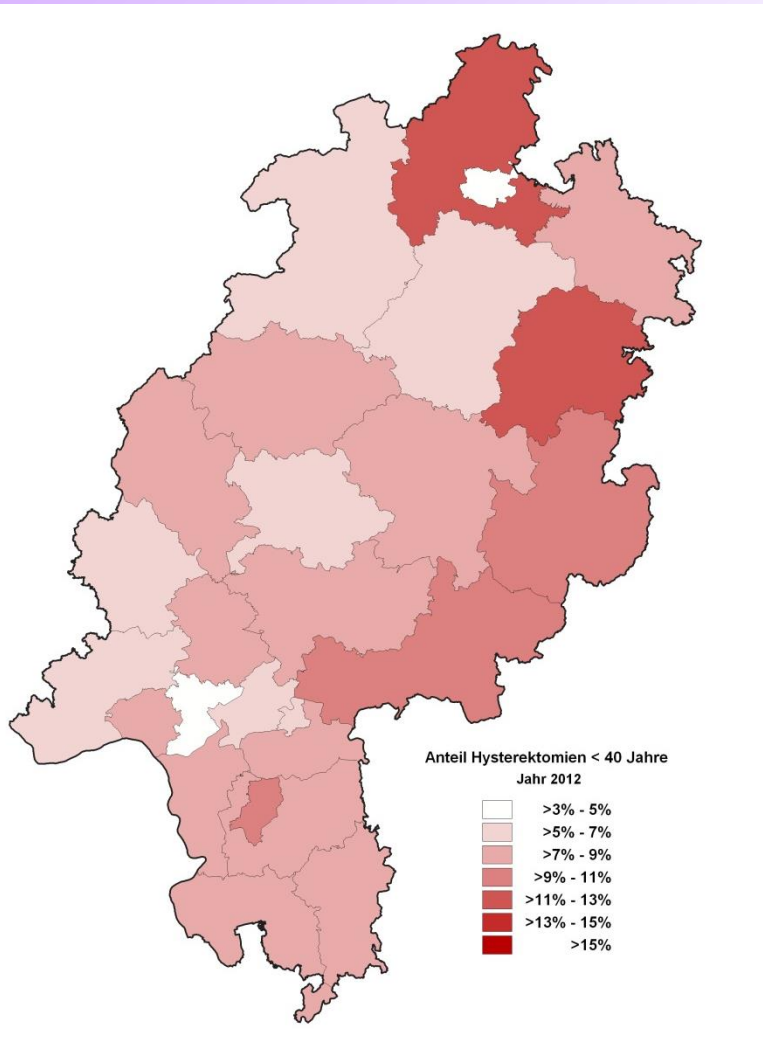 Anteil Hysterektomien < 40 Jahre
Jahr 2012
>3% - 5%
>5% - 7%
>7% - 9%
>9% - 11%
>11% - 13%
>13% - 15%
>15%